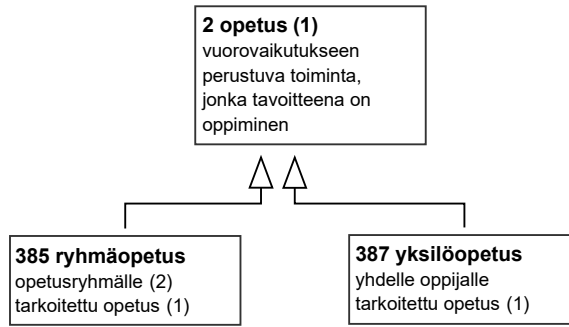 2 opetus (1)
vuorovaikutukseen
perustuva toiminta,
jonka tavoitteena on
oppiminen
385 ryhmäopetus
opetusryhmälle (2)
tarkoitettu opetus (1)
387 yksilöopetus
yhdelle oppijalle
tarkoitettu opetus (1)